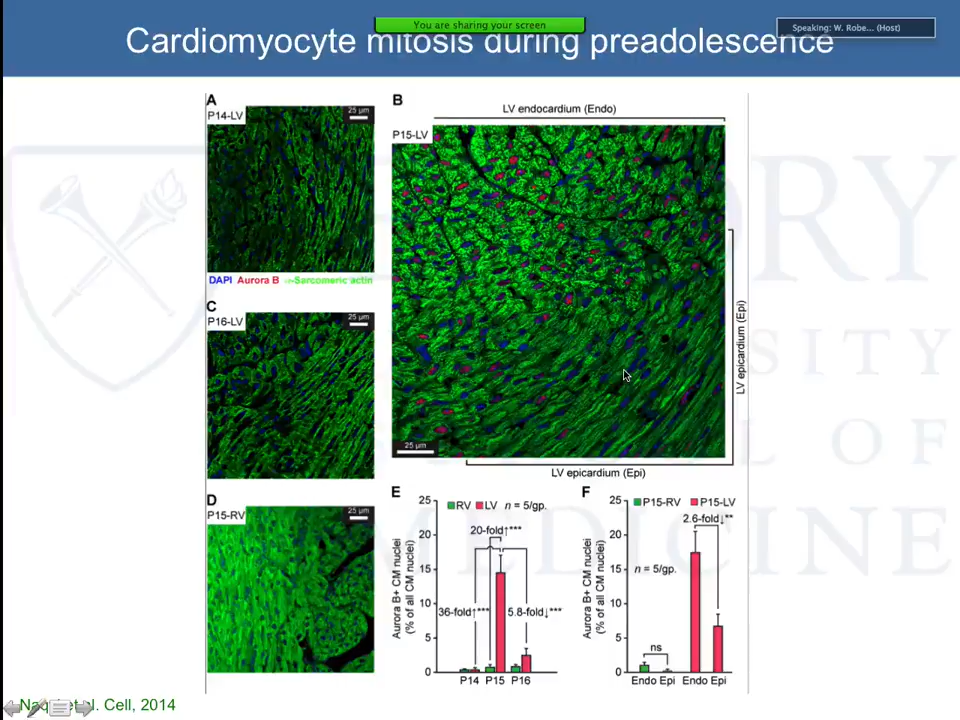 You are sharing your screen
Speaking: W. Robe... (Host)
Cardiomyocyte mitosis during preadolescence
A
P14-LV
25 μm
DAPI Aurora B α-Sarcomeric actin
B
LV endocardium (Endo)
P15-LV
25 μm
LV epicardium (Epi)
LV epicardium (Epi)
C
P16-LV
25 μm
D
P15-RV
25 μm
E
RV LV n = 5/gp.
Aurora B+ CM nuclei
(% of all CM nuclei)
25
20
15
10
5
0
20-fold↑***
36-fold↑***
5.8-fold↓***
P14 P15 P16
F
P15-RV P15-LV
Aurora B+ CM nuclei
(% of all CM nuclei)
25
20
15
10
5
0
2.6-fold↓**
n = 5/gp.
ns
Endo Epi Endo Epi
RY
SITY
OF
MEDICINE
Cell, 2014